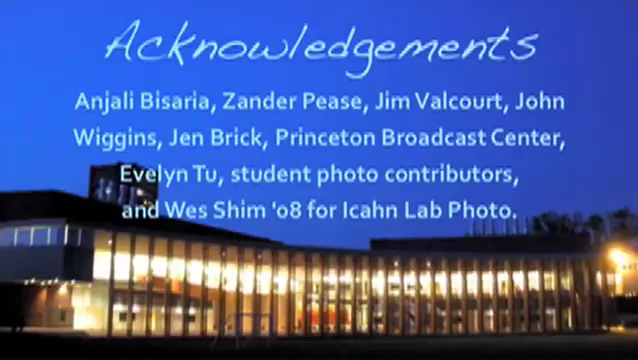 Acknowledgements
Anjali Bisaria, Zander Pease, Jim Valcourt, John
Wiggins, Jen Brick, Princeton Broadcast Center,
Evelyn Tu, student photo contributors,
and Wes Shim '08 for Icahn Lab Photo.